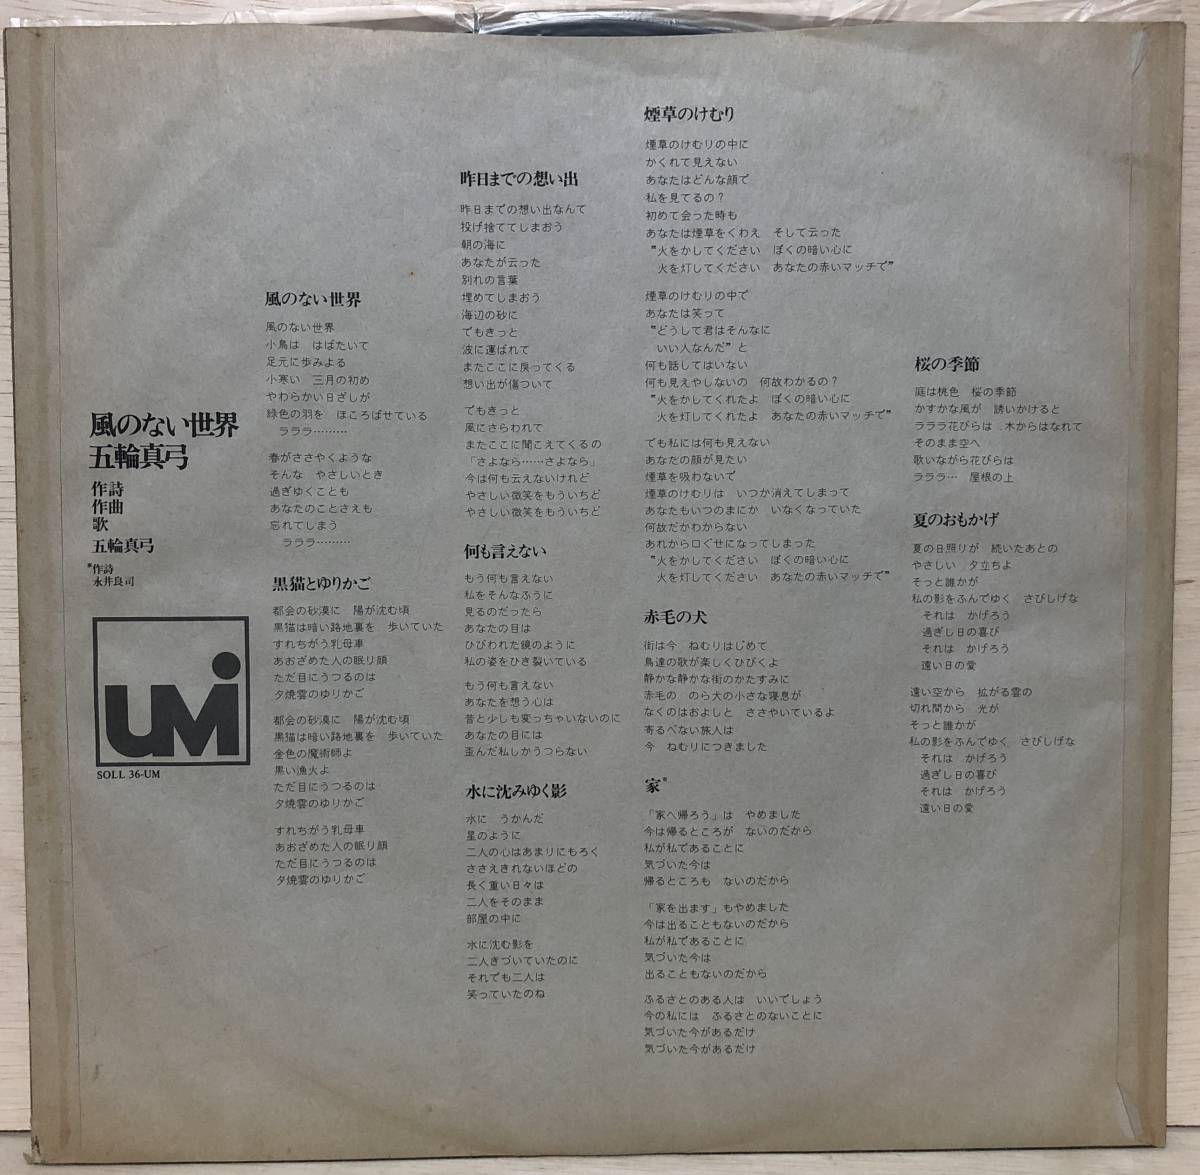 風のない世界
五輪真弓
作詩
作曲
歌
五輪真弓
*作詩
永井良司
UMi
SOLL 36-UM
風のない世界
風のない世界
小鳥は はばたいて
足元に歩みよる
小寒い 三月の初め
やわらかい日ざしが
緑色の羽を ほころばせている
ラララ………
春がささやくような
そんな やさしいとき
過ぎゆくことも
あなたのことさえも
忘れてしまう
ラララ………
黒猫とゆりかご
都会の砂漠に 陽が沈む頃
黒猫は暗い路地裏を 歩いていた
すれちがう乳母車
あおざめた人の眠り顔
ただ目にうつるのは
夕焼雲のゆりかご
都会の砂漠に 陽が沈む頃
黒猫は暗い路地裏を 歩いていた
金色の魔術師よ
黒い漁火よ
ただ目にうつるのは
夕焼雲のゆりかご
すれちがう乳母車
あおざめた人の眠り顔
ただ目にうつるのは
夕焼雲のゆりかご
昨日までの想い出
昨日までの想い出なんて
投げ捨ててしまおう
朝の海に
あなたが云った
別れの言葉
埋めてしまおう
海辺の砂に
でもきっと
波に運ばれて
またここに戻ってくる
想い出が傷ついて
でもきっと
風にさらわれて
またここに聞こえてくるの
「さよなら……さよなら」
今は何も云えないけれど
やさしい微笑をもういちど
やさしい微笑をもういちど
何も言えない
もう何も言えない
私をそんなふうに
見るのだったら
あなたの目は
ひびわれた鏡のように
私の姿をひき裂いている
もう何も言えない
あなたを想う心は
昔と少しも変っちゃいないのに
あなたの目には
歪んだ私しかうつらない
水に沈みゆく影
水に うかんだ
星のように
二人の心はあまりにもろく
ささえきれないほどの
長く重い日々は
二人をそのまま
部屋の中に
水に沈む影を
二人きづいていたのに
それでも二人は
笑っていたのね
煙草のけむり
煙草のけむりの中に
かくれて見えない
あなたはどんな顔で
私を見てるの？
初めて会った時も
あなたは煙草をくわえ そして云った
"火をかしてください ぼくの暗い心に
火を灯してください あなたの赤いマッチで"
煙草のけむりの中で
あなたは笑って
"どうして君はそんなに
いい人なんだ" と
何も話してはいない
何も見えやしないの 何故わかるの？
"火をかしてくれたよ ぼくの暗い心に
火を灯してくれたよ あなたの赤いマッチで"
でも私には何も見えない
あなたの顔が見たい
煙草を吸わないで
煙草のけむりは いつか消えてしまって
あなたもいつのまにか いなくなっていた
何故だかわからない
あれから口ぐせになってしまった
"火をかしてください ぼくの暗い心に
火を灯してください あなたの赤いマッチで"
赤毛の犬
街は今 ねむりはじめて
鳥達の歌が楽しくひびくよ
静かな静かな街のかたすみに
赤毛の のら犬の小さな寝息が
なくのはおよしと ささやいているよ
寄るべない旅人は
今 ねむりにつきました
家*
「家へ帰ろう」は やめました
今は帰るところが ないのだから
私が私であることに
気づいた今は
帰るところも ないのだから
「家を出ます」もやめました
今は出ることもないのだから
私が私であることに
気づいた今は
出ることもないのだから
ふるさとのある人は いいでしょう
今の私には ふるさとのないことに
気づいた今があるだけ
気づいた今があるだけ
桜の季節
庭は桃色 桜の季節
かすかな風が 誘いかけると
ラララ花びらは 木からはなれて
そのまま空へ
歌いながら花びらは
ラララ… 屋根の上
夏のおもかげ
夏の日照りが 続いたあとの
やさしい 夕立ちよ
そっと誰かが
私の影をふんでゆく さびしげな
それは かげろう
過ぎし日の喜び
それは かげろう
遠い日の愛
遠い空から 拡がる雲の
切れ間から 光が
そっと誰かが
私の影をふんでゆく さびしげな
それは かげろう
過ぎし日の喜び
それは かげろう
遠い日の愛